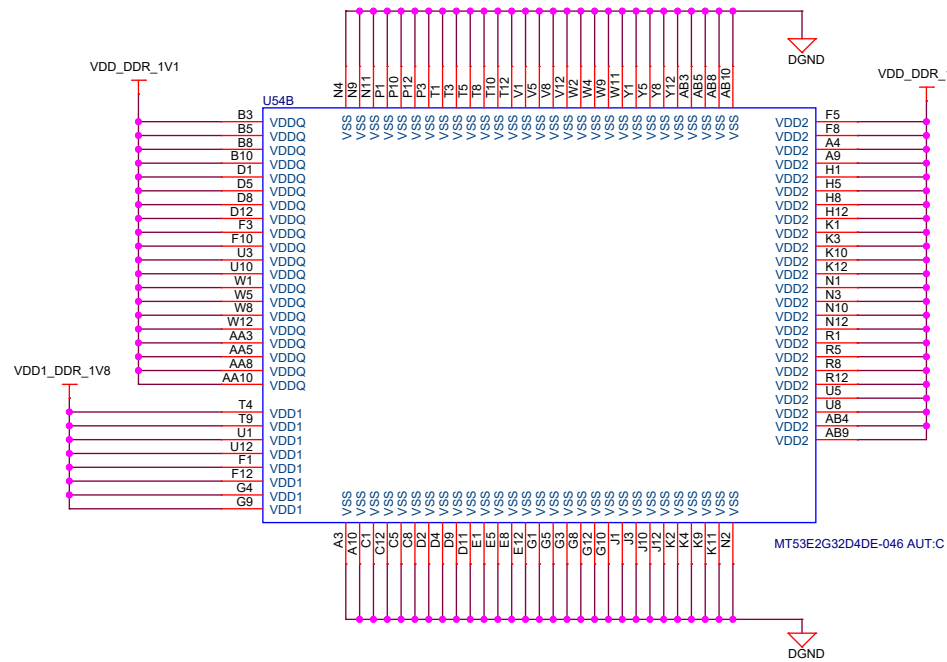 DGND
VDD_DDR_1V1
VDD_DDR_
N4 N9 N11 P1 P10 P12 P3 T1 T3 T5 T8 T10 T12 V1 V5 V8 V12 W2 W4 W9 W11 Y1 Y5 Y8 Y12 AB3 AB5 AB8 AB10
U54B
VSS VSS VSS VSS VSS VSS VSS VSS VSS VSS VSS VSS VSS VSS VSS VSS VSS VSS VSS VSS VSS VSS VSS VSS VSS VSS VSS VSS VSS
B3 VDDQ
B5 VDDQ
B8 VDDQ
B10 VDDQ
D1 VDDQ
D5 VDDQ
D8 VDDQ
D12 VDDQ
F3 VDDQ
F10 VDDQ
U3 VDDQ
U10 VDDQ
W1 VDDQ
W5 VDDQ
W8 VDDQ
W12 VDDQ
AA3 VDDQ
AA5 VDDQ
AA8 VDDQ
AA10 VDDQ
VDD1_DDR_1V8
T4 VDD1
T9 VDD1
U1 VDD1
U12 VDD1
F1 VDD1
F12 VDD1
G4 VDD1
G9 VDD1
VDD2 F5
VDD2 F8
VDD2 A4
VDD2 A9
VDD2 H1
VDD2 H5
VDD2 H8
VDD2 H12
VDD2 K1
VDD2 K3
VDD2 K10
VDD2 K12
VDD2 N1
VDD2 N3
VDD2 N10
VDD2 N12
VDD2 R1
VDD2 R5
VDD2 R8
VDD2 R12
VDD2 U5
VDD2 U8
VDD2 AB4
VDD2 AB9
VSS VSS VSS VSS VSS VSS VSS VSS VSS VSS VSS VSS VSS VSS VSS VSS VSS VSS VSS VSS VSS VSS VSS VSS VSS VSS VSS VSS VSS
A3 A10 C1 C12 C5 C8 D2 D4 D9 D11 E1 E5 E8 E12 G1 G5 G3 G8 G12 G10 J1 J3 J10 J12 K2 K4 K9 K11 N2
MT53E2G32D4DE-046 AUT:C
DGND